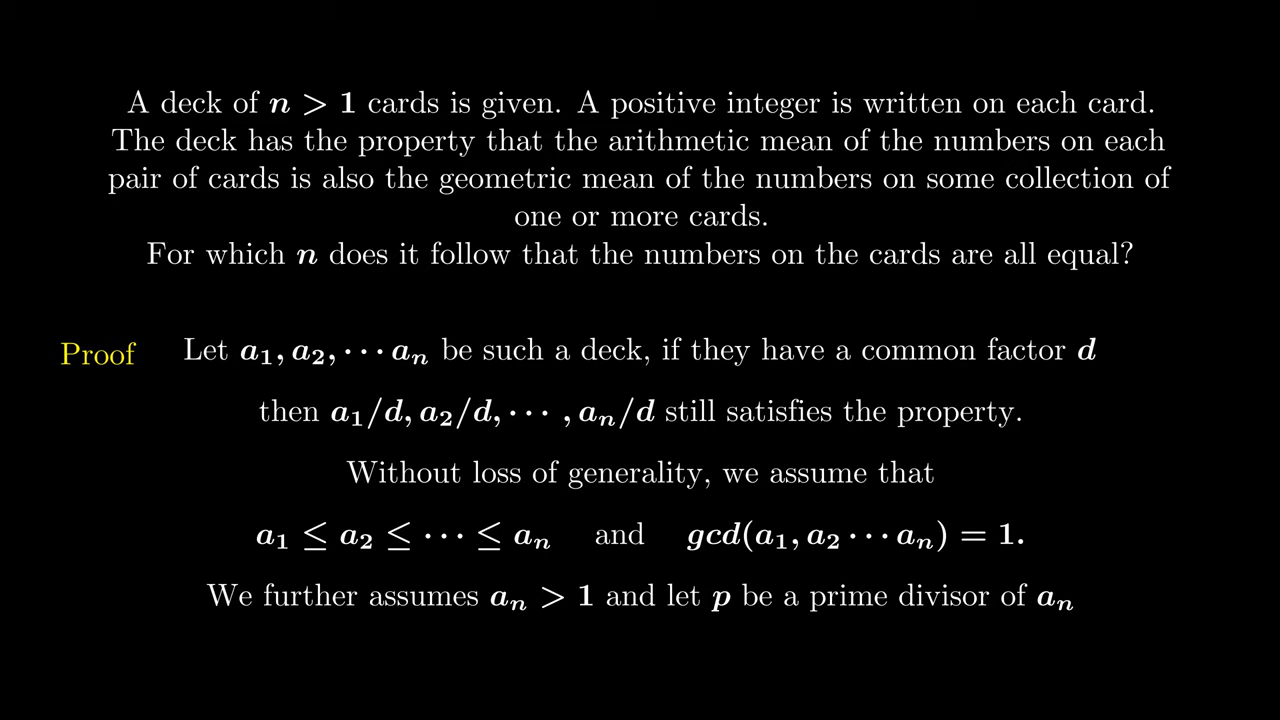 A deck of n > 1 cards is given. A positive integer is written on each card.
The deck has the property that the arithmetic mean of the numbers on each
pair of cards is also the geometric mean of the numbers on some collection of
one or more cards.
For which n does it follow that the numbers on the cards are all equal?
Proof Let a₁, a₂, ⋯ aₙ be such a deck, if they have a common factor d
then a₁/d, a₂/d, ⋯ , aₙ/d still satisfies the property.
Without loss of generality, we assume that
a₁ ≤ a₂ ≤ ⋯ ≤ aₙ and gcd(a₁, a₂ ⋯ aₙ) = 1.
We further assumes aₙ > 1 and let p be a prime divisor of aₙ